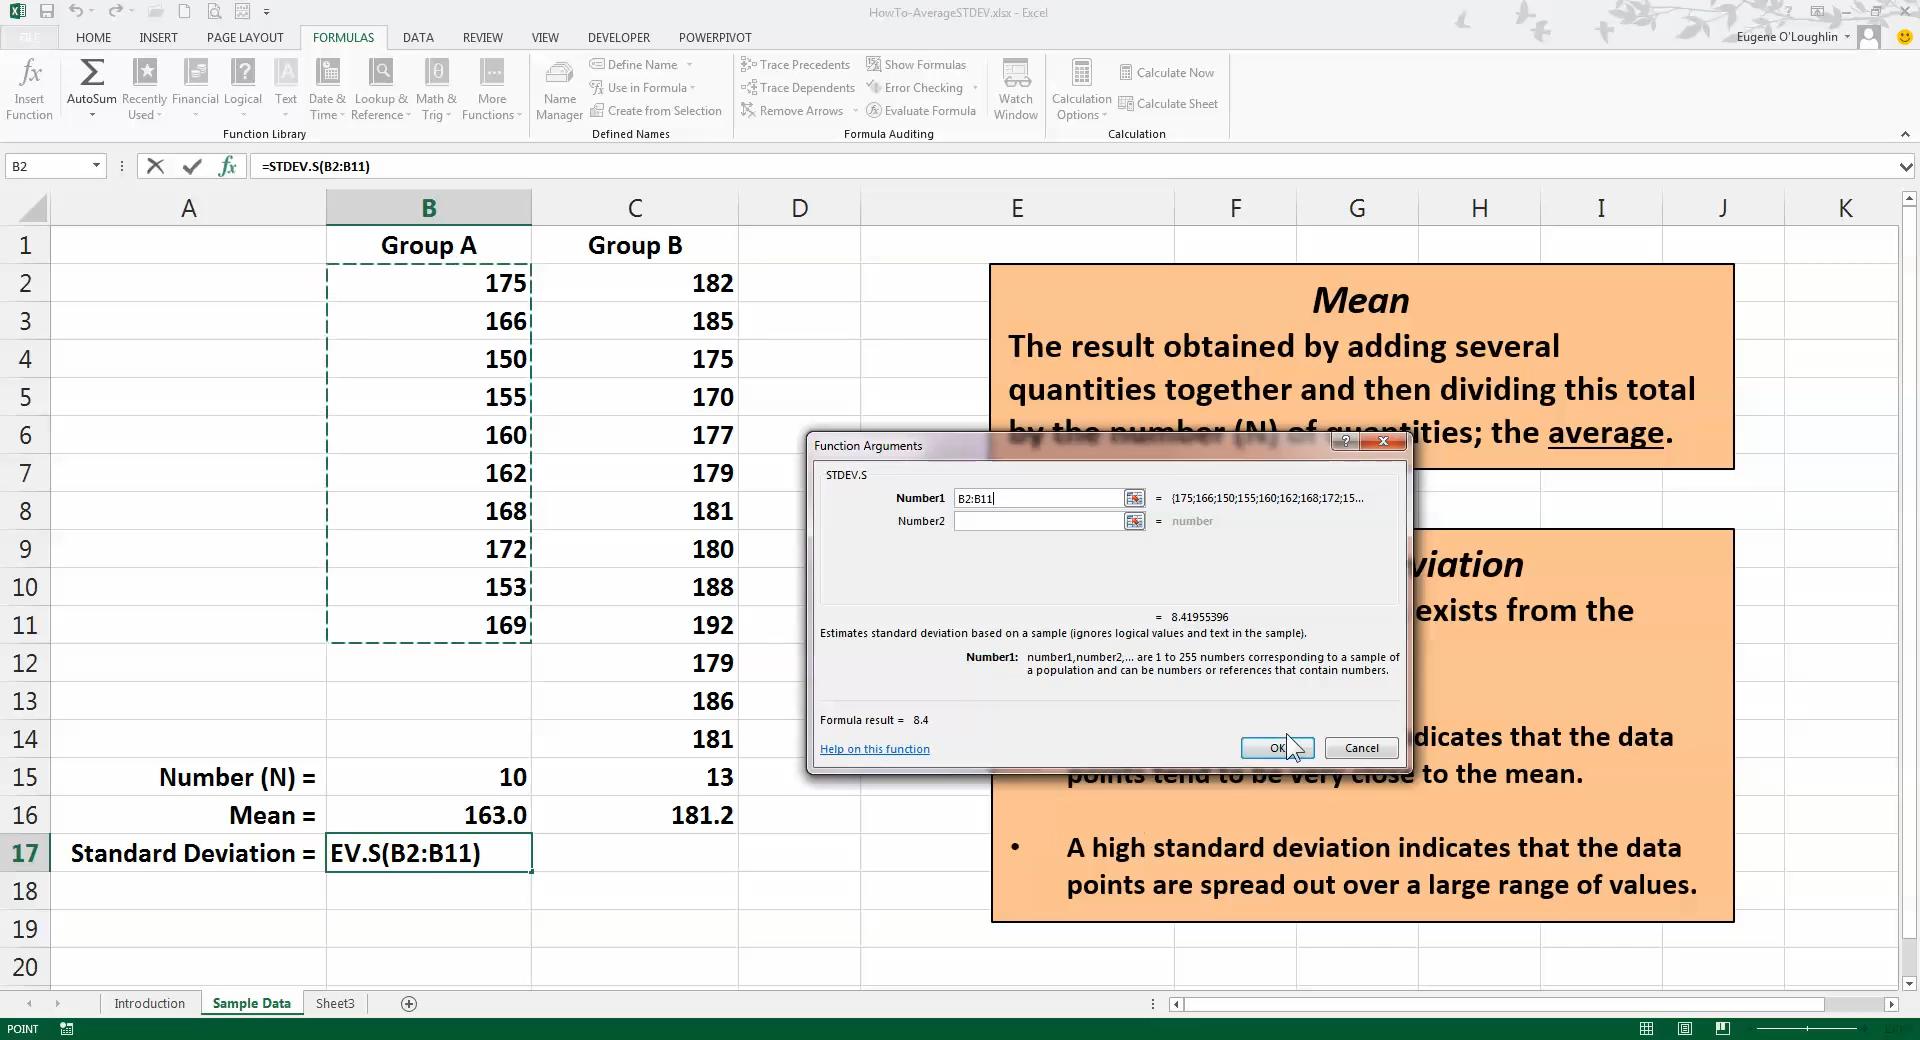 HowTo-AverageSTDEV.xlsx - Excel
FILE HOME INSERT PAGE LAYOUT FORMULAS DATA REVIEW VIEW DEVELOPER POWERPIVOT
Eugene O'Loughlin
Insert Function
AutoSum
Recently Used
Financial
Logical
Text
Date & Time
Lookup & Reference
Math & Trig
More Functions
Function Library
Name Manager
Define Name
Use in Formula
Create from Selection
Defined Names
Trace Precedents
Trace Dependents
Remove Arrows
Show Formulas
Error Checking
Evaluate Formula
Formula Auditing
Watch Window
Calculation Options
Calculate Now
Calculate Sheet
Calculation
B2 fx =STDEV.S(B2:B11)
A B C D E F G H I J K
1 Group A Group B
2 175 182
3 166 185
4 150 175
5 155 170
6 160 177
7 162 179
8 168 181
9 172 180
10 153 188
11 169 192
12 179
13 186
14 181
15 Number (N) = 10 13
16 Mean = 163.0 181.2
17 Standard Deviation = EV.S(B2:B11)
18
19
20
Mean
The result obtained by adding several
quantities together and then dividing this total
by the number (N) of quantities; the average.
Function Arguments
STDEV.S
Number1 B2:B11 = {175;166;150;155;160;162;168;172;15...
Number2 = number
= 8.41955396
Estimates standard deviation based on a sample (ignores logical values and text in the sample).
Number1: number1,number2,... are 1 to 255 numbers corresponding to a sample of
a population and can be numbers or references that contain numbers.
Formula result = 8.4
Help on this function
OK Cancel
viation
exists from the
dicates that the data
points tend to be very close to the mean.
• A high standard deviation indicates that the data
points are spread out over a large range of values.
Introduction Sample Data Sheet3
POINT